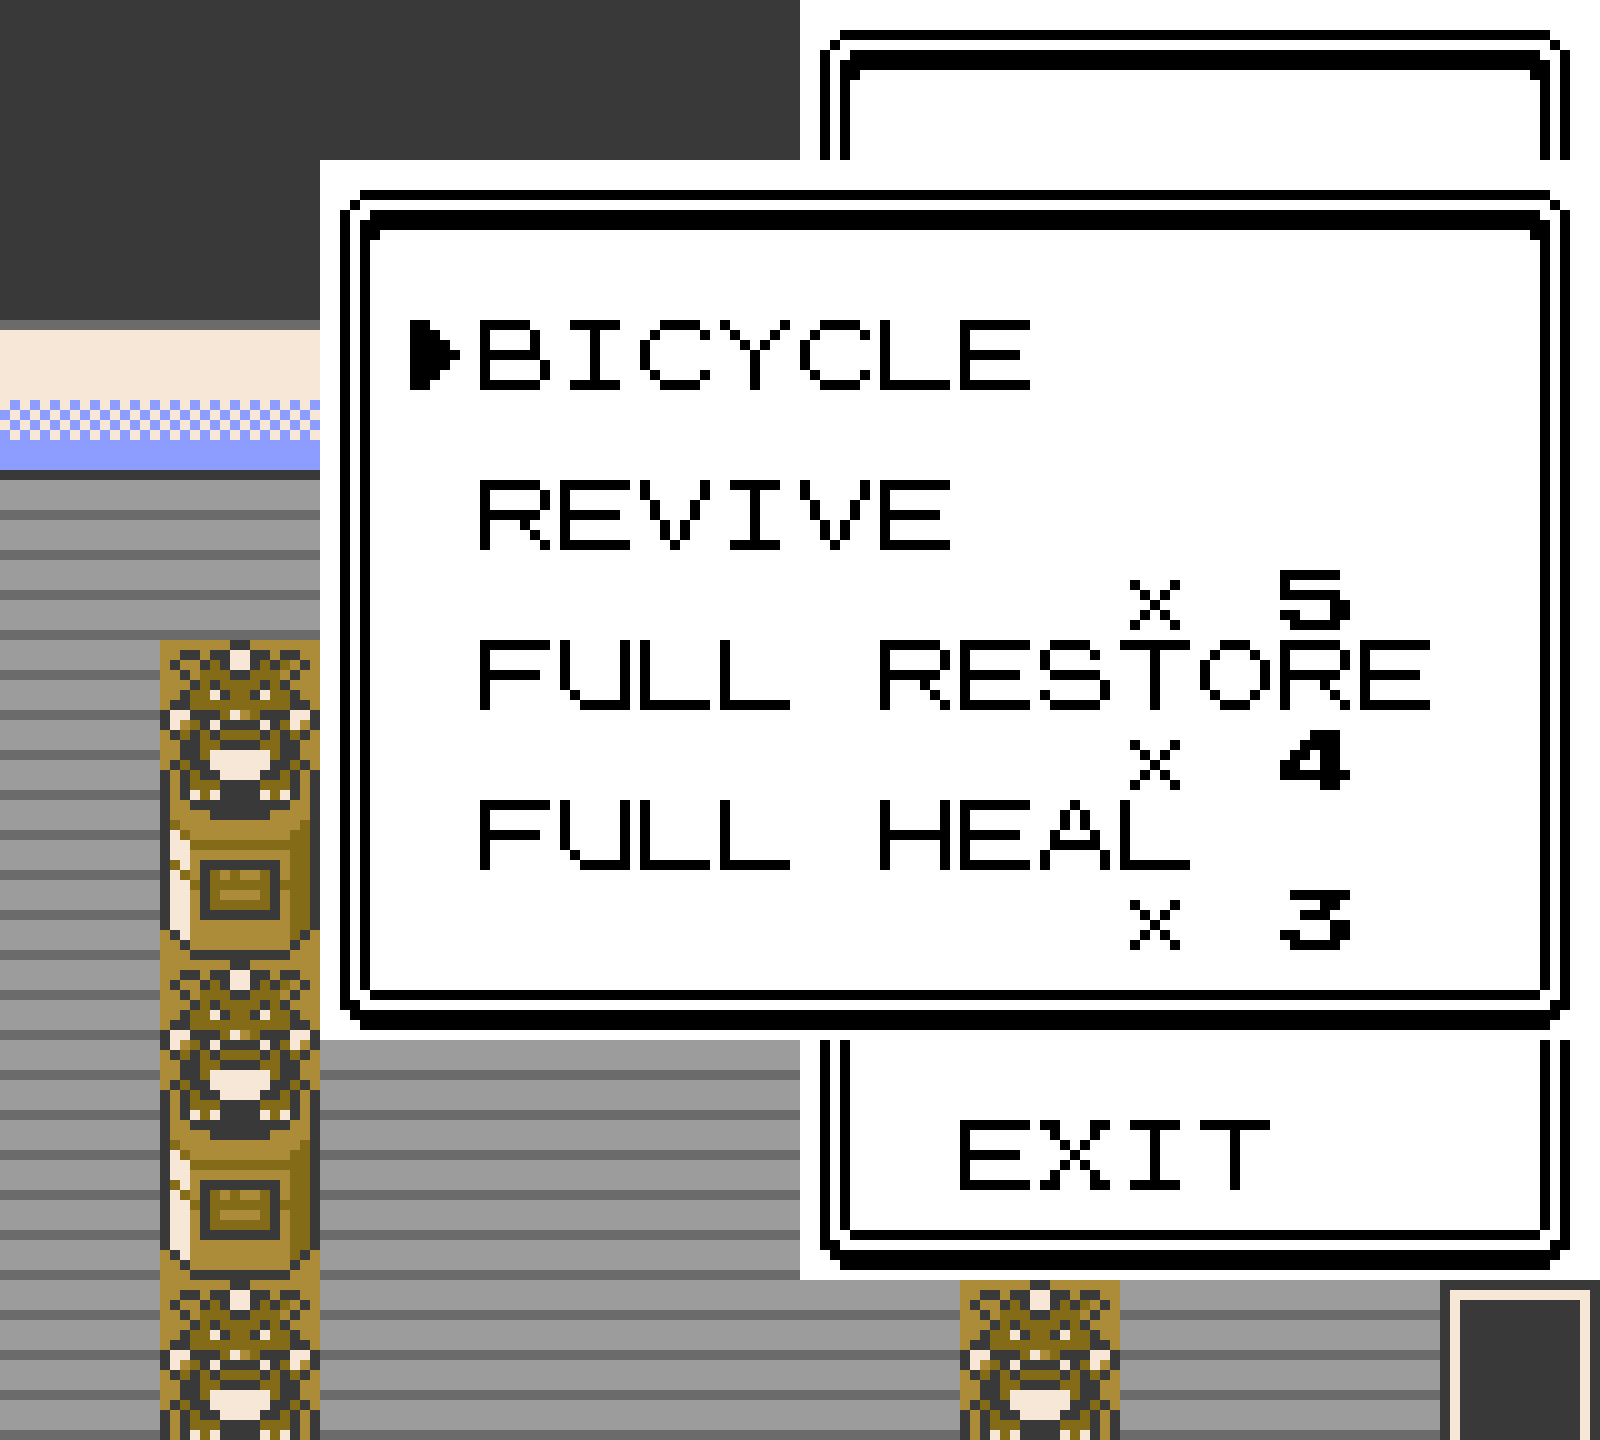 ▶BICYCLE
REVIVE
× 5
FULL RESTORE
× 4
FULL HEAL
× 3
EXIT